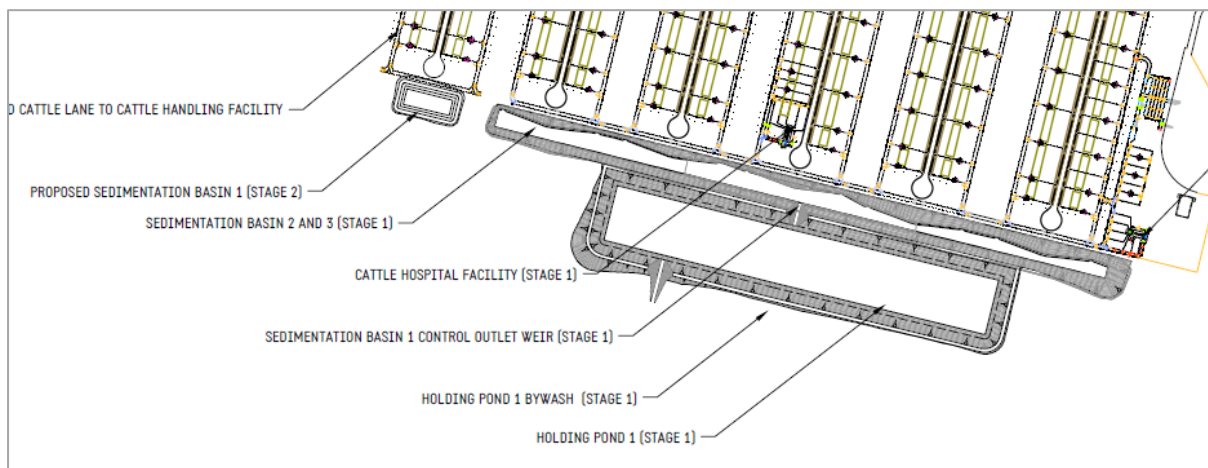 CATTLE LANE TO CATTLE HANDLING FACILITY
PROPOSED SEDIMENTATION BASIN 1 (STAGE 2)
SEDIMENTATION BASIN 2 AND 3 (STAGE 1)
CATTLE HOSPITAL FACILITY (STAGE 1)
SEDIMENTATION BASIN 1 CONTROL OUTLET WEIR (STAGE 1)
HOLDING POND 1 BYWASH (STAGE 1)
HOLDING POND 1 (STAGE 1)